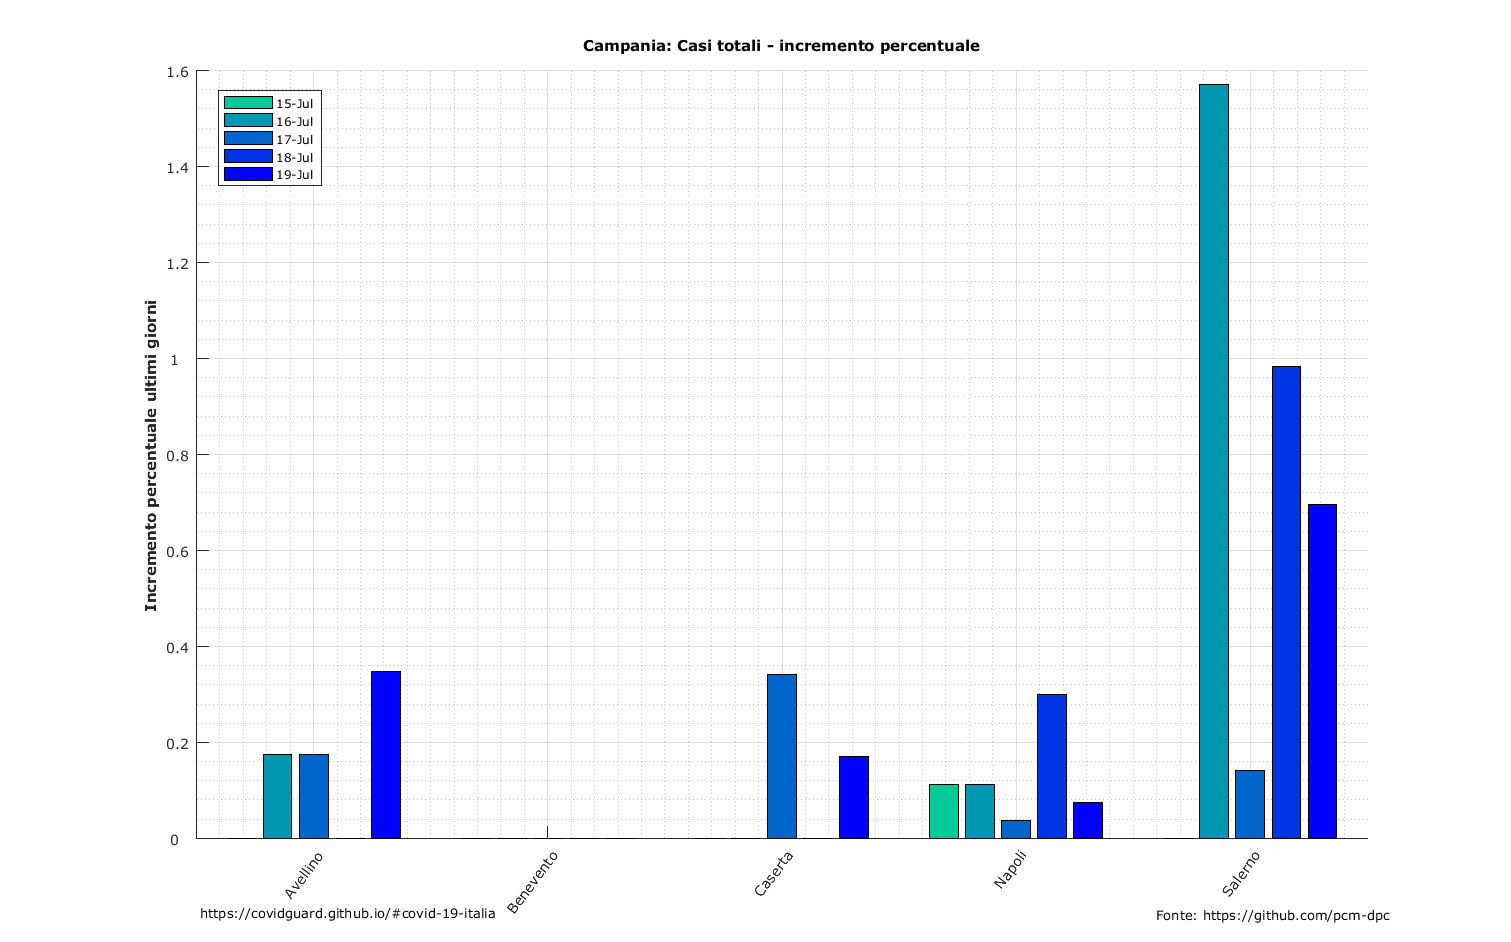 Campania: Casi totali - incremento percentuale
1.6
1.4
1.2
1
0.8
0.6
0.4
0.2
0
15-Jul
16-Jul
17-Jul
18-Jul
19-Jul
Incremento percentuale ultimi giorni
Avellino
Benevento
Caserta
Napoli
Salerno
https://covidguard.github.io/#covid-19-italia
Fonte: https://github.com/pcm-dpc